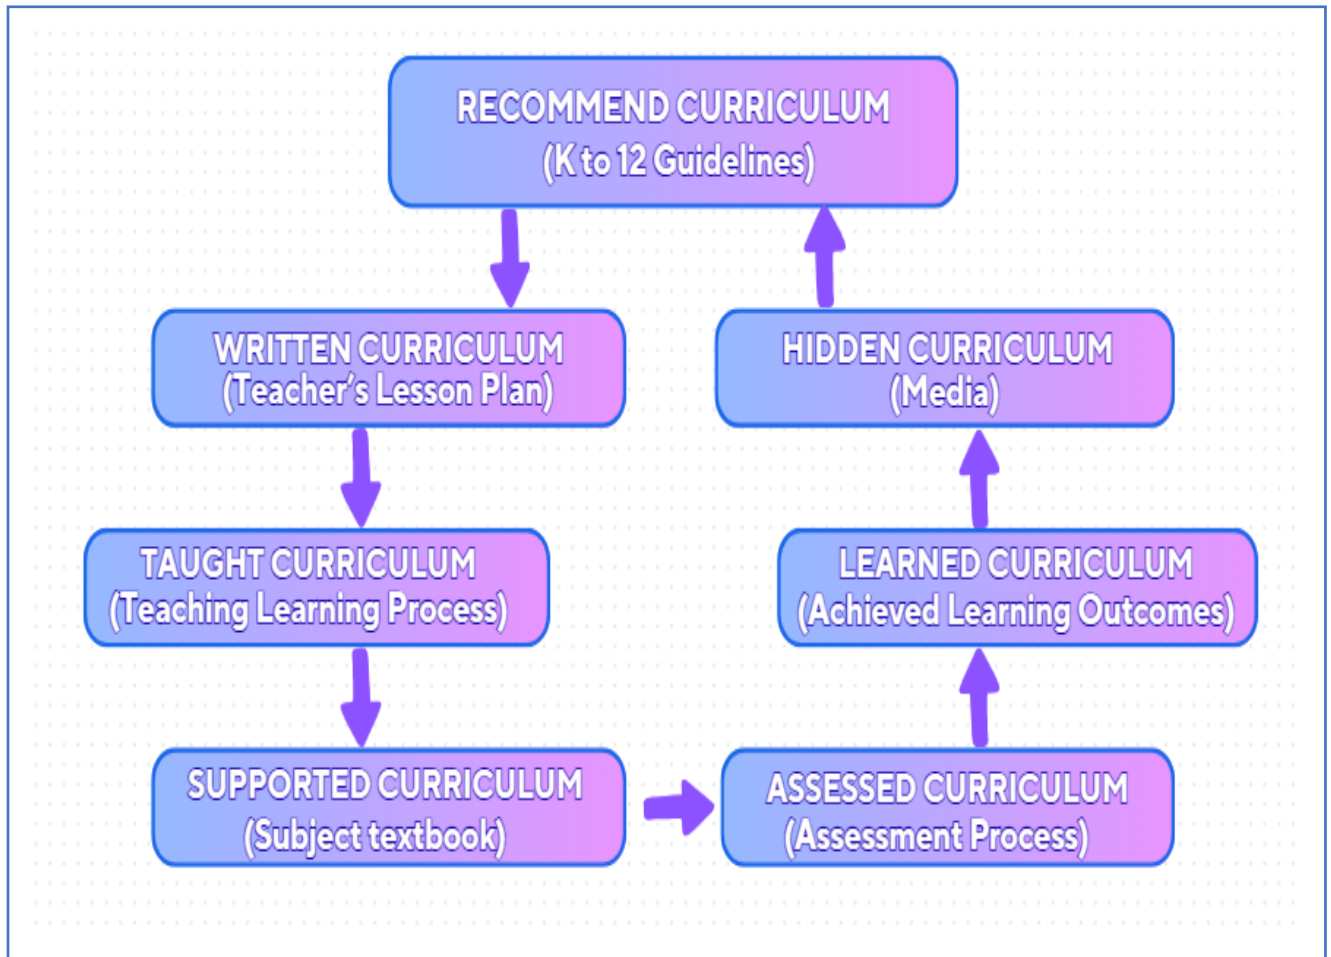 RECOMMEND CURRICULUM
(K to 12 Guidelines)
WRITTEN CURRICULUM
(Teacher's Lesson Plan)
HIDDEN CURRICULUM
(Media)
TAUGHT CURRICULUM
(Teaching Learning Process)
LEARNED CURRICULUM
(Achieved Learning Outcomes)
SUPPORTED CURRICULUM
(Subject textbook)
ASSESSED CURRICULUM
(Assessment Process)